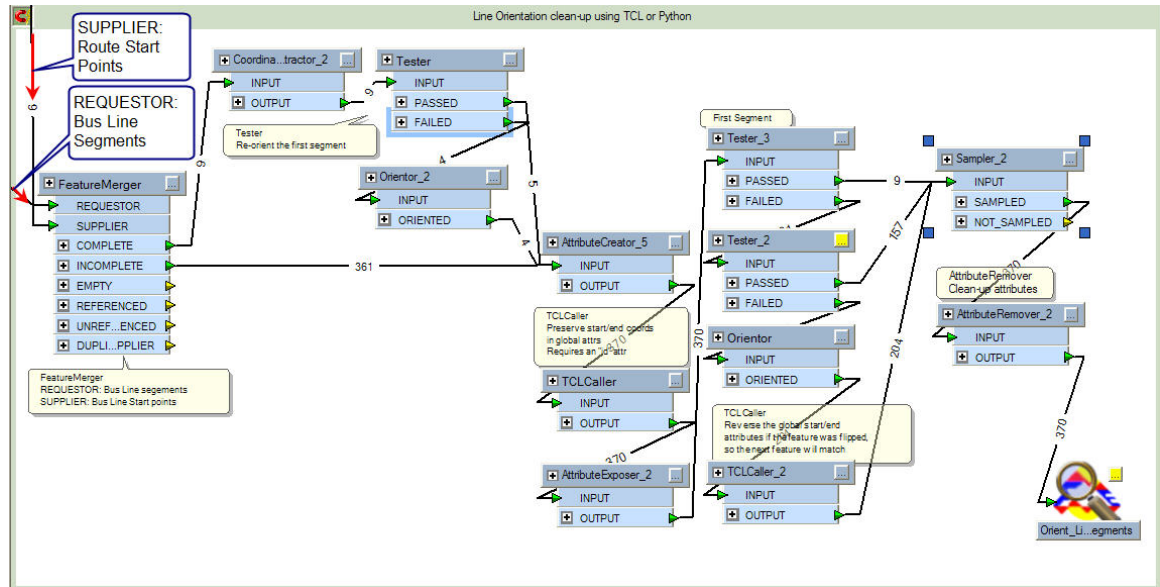 Line Orientation clean-up using TCL or Python
SUPPLIER:
Route Start
Points
REQUESTOR:
Bus Line
Segments
9
FeatureMerger
REQUESTOR
SUPPLIER
COMPLETE
INCOMPLETE
EMPTY
REFERENCED
UNREF...ENCED
DUPLI...PPLIER
FeatureMerger
REQUESTOR: Bus Line segements
SUPPLIER: Bus Line Start points
9
361
Coordina...tractor_2
INPUT
OUTPUT
9
Tester
Re-orient the first segment
Tester
INPUT
PASSED
FAILED
4
5
Orientor_2
INPUT
ORIENTED
4
AttributeCreator_5
INPUT
OUTPUT
TCLCaller
Preserve start/end coords
in global attrs
Requires an "id" attr
370
TCLCaller
INPUT
OUTPUT
370
AttributeExposer_2
INPUT
OUTPUT
370
First Segment
Tester_3
INPUT
PASSED
FAILED
9
Tester_2
INPUT
PASSED
FAILED
157
Orientor
INPUT
ORIENTED
204
TCLCaller
Reverse the global start/end
attributes if the feature was flipped,
so the next feature will match
TCLCaller_2
INPUT
OUTPUT
Sampler_2
INPUT
SAMPLED
NOT_SAMPLED
370
AttributeRemover
Clean-up attributes
AttributeRemover_2
INPUT
OUTPUT
370
Orient_Li...egments